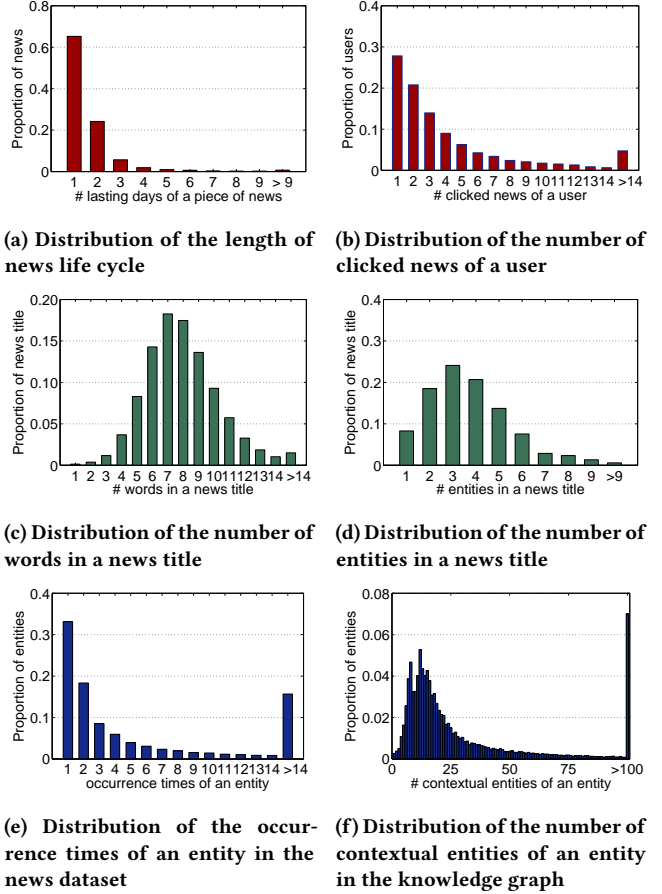 0.8
0.6
0.4
0.2
0
Proportion of news
1 2 3 4 5 6 7 8 9 > 9
# lasting days of a piece of news
(a) Distribution of the length of
news life cycle
0.4
0.3
0.2
0.1
0
Proportion of users
1 2 3 4 5 6 7 8 9 10 11 12 13 14 >14
# clicked news of a user
(b) Distribution of the number of
clicked news of a user
0.20
0.15
0.10
0.05
0
Proportion of news title
1 2 3 4 5 6 7 8 9 10 11 12 13 14 >14
# words in a news title
(c) Distribution of the number of
words in a news title
0.4
0.3
0.2
0.1
0
Proportion of news title
1 2 3 4 5 6 7 8 9 >9
# entities in a news title
(d) Distribution of the number of
entities in a news title
0.4
0.3
0.2
0.1
0
Proportion of entities
1 2 3 4 5 6 7 8 9 10 11 12 13 14 >14
occurrence times of an entity
(e) Distribution of the occur-
rence times of an entity in the
news dataset
0.08
0.06
0.04
0.02
0
Proportion of entities
0 25 50 75 >100
# contextual entities of an entity
(f) Distribution of the number of
contextual entities of an entity
in the knowledge graph